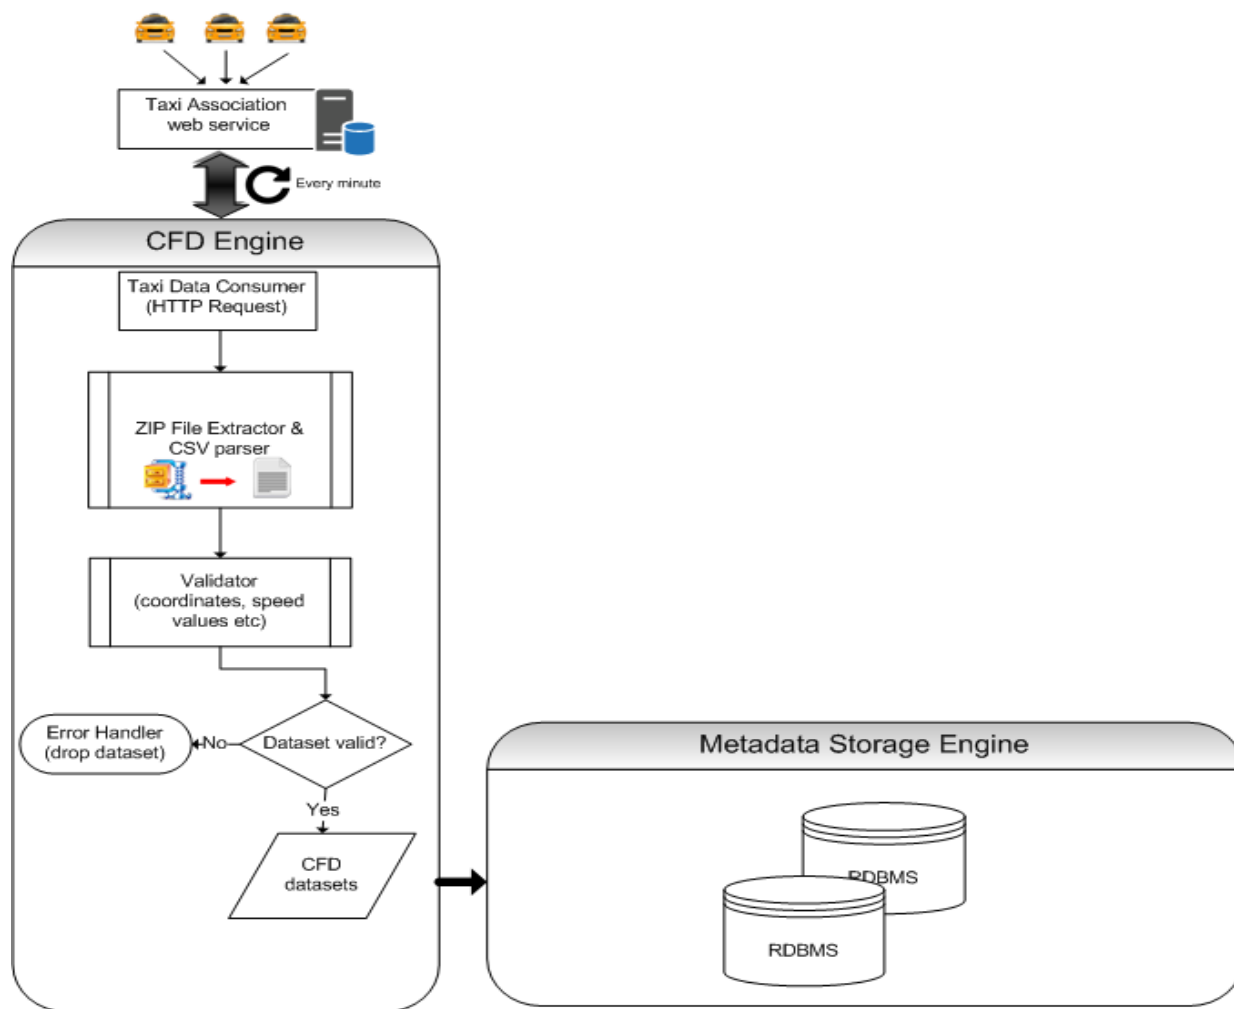 Taxi Association
web service
Every minute
CFD Engine
Taxi Data Consumer
(HTTP Request)
ZIP File Extractor &
CSV parser
Validator
(coordinates, speed
values etc)
Error Handler
(drop dataset)
No
Dataset valid?
Yes
CFD
datasets
Metadata Storage Engine
RDBMS
RDBMS